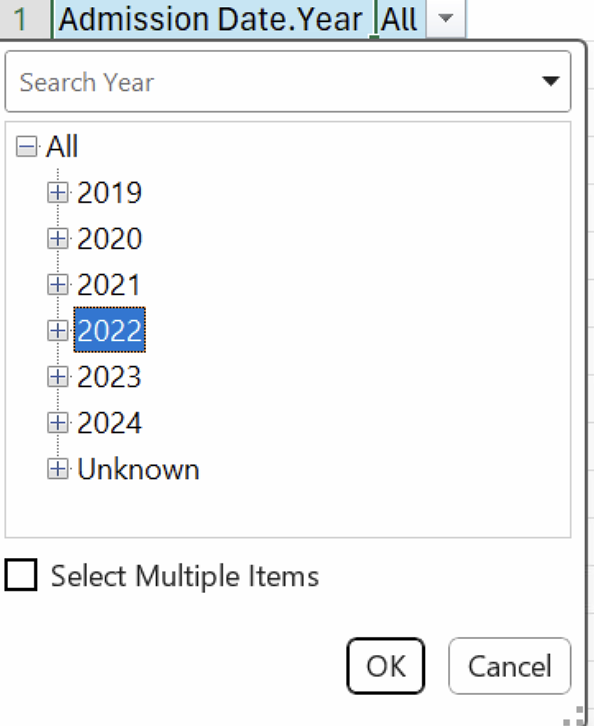 1 Admission Date.Year All
Search Year
All
2019
2020
2021
2022
2023
2024
Unknown
Select Multiple Items
OK Cancel